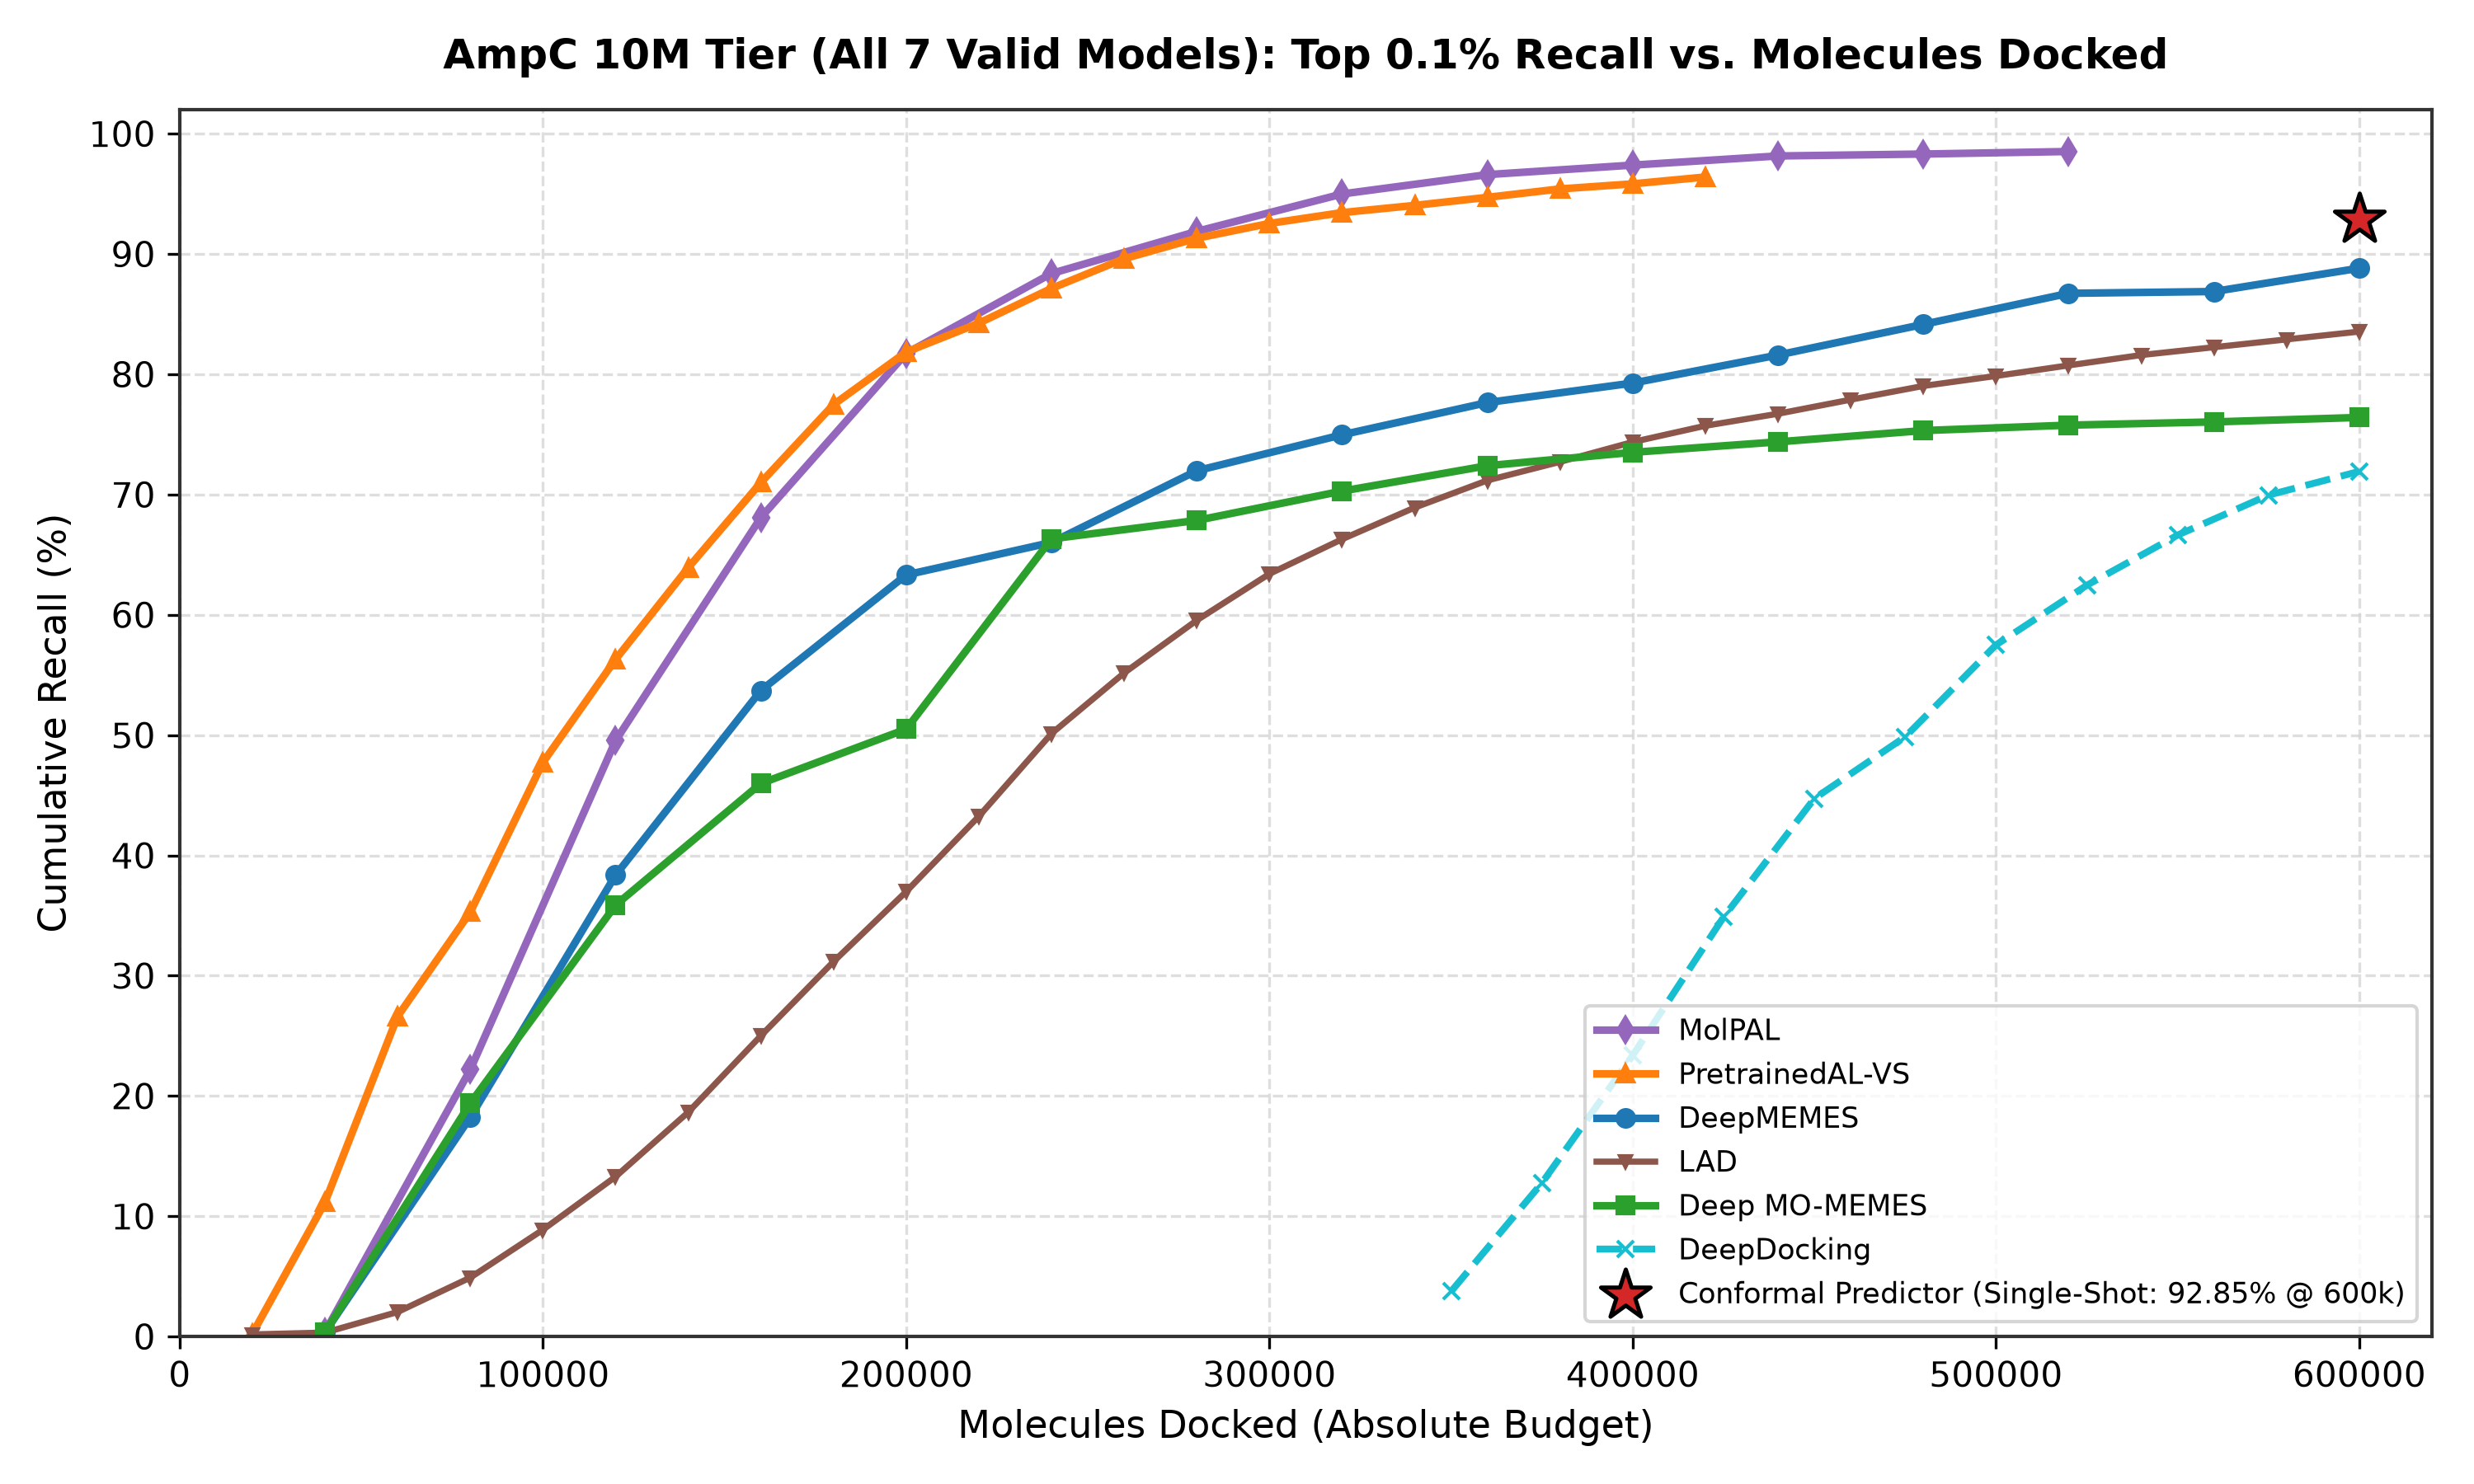 AmpC 10M Tier (All 7 Valid Models): Top 0.1% Recall vs. Molecules Docked
Cumulative Recall (%)
100
90
80
70
60
50
40
30
20
10
0
0
100000
200000
300000
400000
500000
600000
Molecules Docked (Absolute Budget)
MolPAL
PretrainedAL-VS
DeepMEMES
LAD
Deep MO-MEMES
DeepDocking
Conformal Predictor (Single-Shot: 92.85% @ 600k)